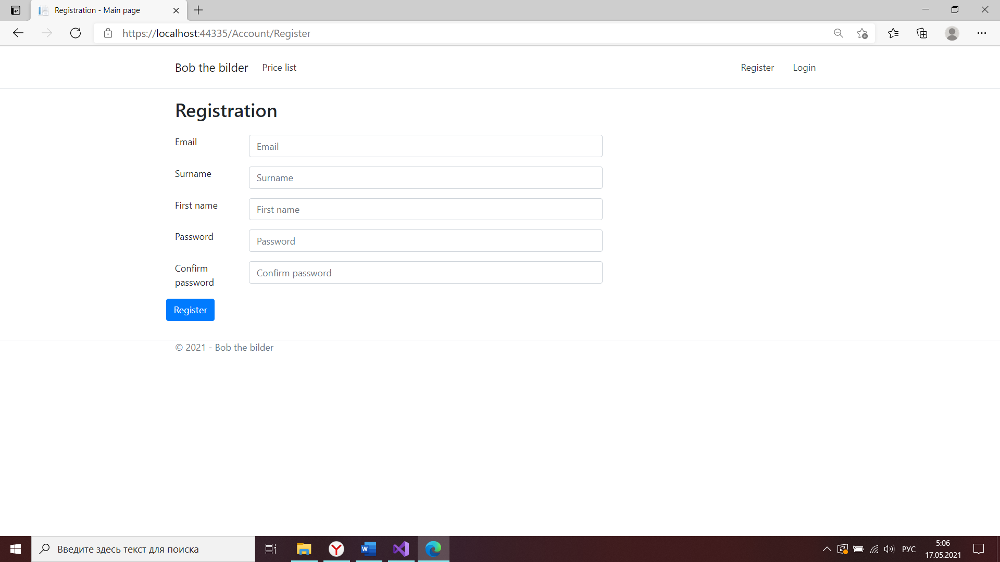 Registration - Main page
https://localhost:44335/Account/Register
Bob the bilder Price list Register Login
Registration
Email Email
Surname Surname
First name First name
Password Password
Confirm password Confirm password
Register
© 2021 - Bob the bilder
Введите здесь текст для поиска
РУС
5:06
17.05.2021